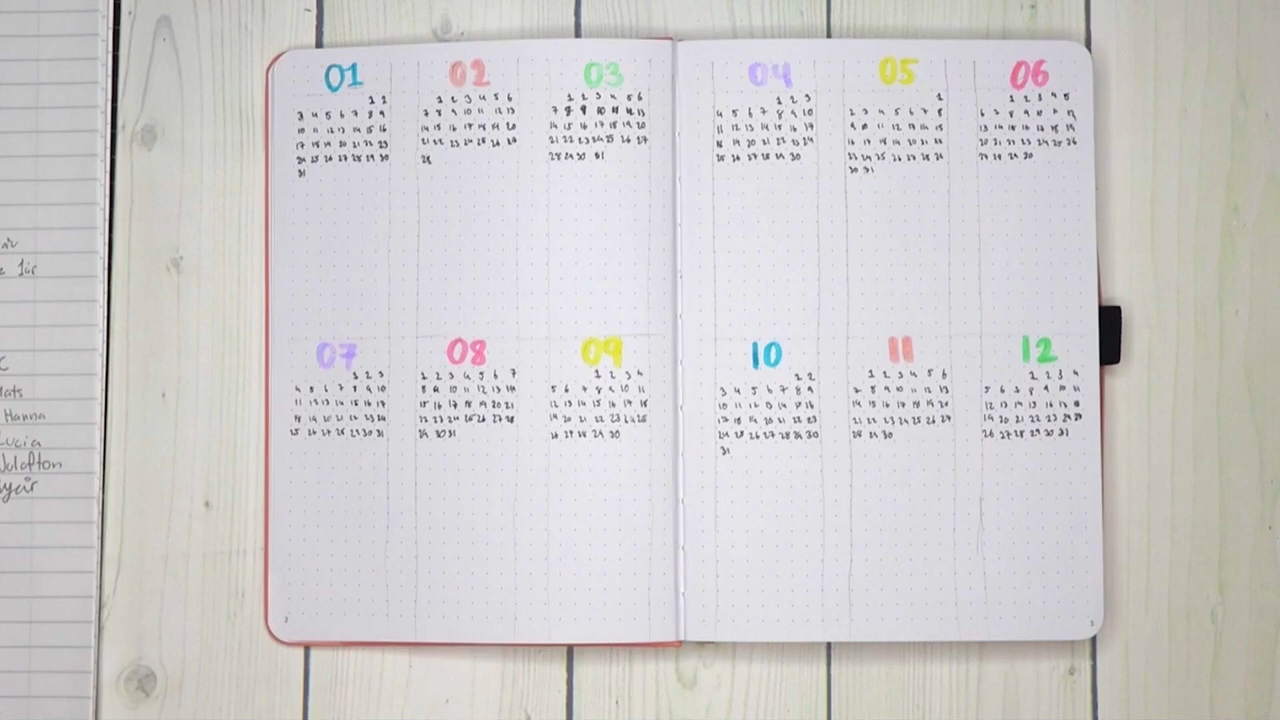 01
1 2
3 4 5 6 7 8 9
10 11 12 13 14 15 16
17 18 19 20 21 22 23
24 25 26 27 28 29 30
31
02
1 2 3 4 5 6
7 8 9 10 11 12 13
14 15 16 17 18 19 20
21 22 23 24 25 26 27
28
03
1 2 3 4 5 6
7 8 9 10 11 12 13
14 15 16 17 18 19 20
21 22 23 24 25 26 27
28 29 30 31
04
1 2 3
4 5 6 7 8 9 10
11 12 13 14 15 16 17
18 19 20 21 22 23 24
25 26 27 28 29 30
05
1
2 3 4 5 6 7 8
9 10 11 12 13 14 15
16 17 18 19 20 21 22
23 24 25 26 27 28 29
30 31
06
1 2 3 4 5
6 7 8 9 10 11 12
13 14 15 16 17 18 19
20 21 22 23 24 25 26
27 28 29 30
07
1 2 3
4 5 6 7 8 9 10
11 12 13 14 15 16 17
18 19 20 21 22 23 24
25 26 27 28 29 30 31
08
1 2 3 4 5 6 7
8 9 10 11 12 13 14
15 16 17 18 19 20 21
22 23 24 25 26 27 28
29 30 31
09
1 2 3 4
5 6 7 8 9 10 11
12 13 14 15 16 17 18
19 20 21 22 23 24 25
26 27 28 29 30
10
1 2
3 4 5 6 7 8 9
10 11 12 13 14 15 16
17 18 19 20 21 22 23
24 25 26 27 28 29 30
31
11
1 2 3 4 5 6
7 8 9 10 11 12 13
14 15 16 17 18 19 20
21 22 23 24 25 26 27
28 29 30
12
1 2 3 4
5 6 7 8 9 10 11
12 13 14 15 16 17 18
19 20 21 22 23 24 25
26 27 28 29 30 31
2
3
für
Hanna
Lucia